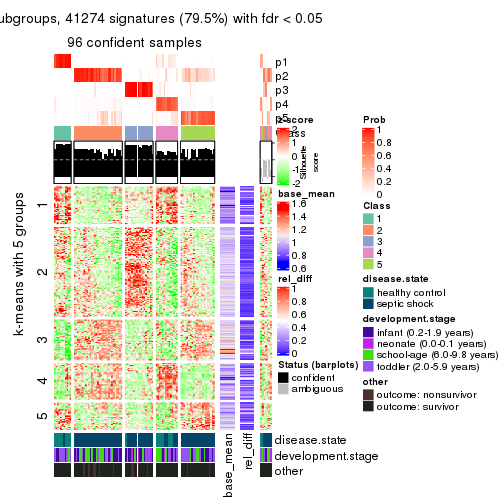 ubgroups, 41274 signatures (79.5%) with fdr < 0.05
96 confident samples
p1
p2
p3
p4
p5
z-score
2
1
0
-1
-2
Class
Silhouette
score
k-means with 5 groups
1
2
3
4
5
base_mean
1.6
1.4
1.2
1
0.8
0.6
rel_diff
1
0.8
0.6
0.4
0.2
0
Status (barplots)
confident
ambiguous
Prob
1
0.8
0.6
0.4
0.2
0
Class
1
2
3
4
5
disease.state
healthy control
septic shock
development.stage
infant (0.2-1.9 years)
neonate (0.0-0.1 years)
school-age (6.0-9.8 years)
toddler (2.0-5.9 years)
other
outcome: nonsurvivor
outcome: survivor
disease.state
development.stage
other
base_mean
rel_diff